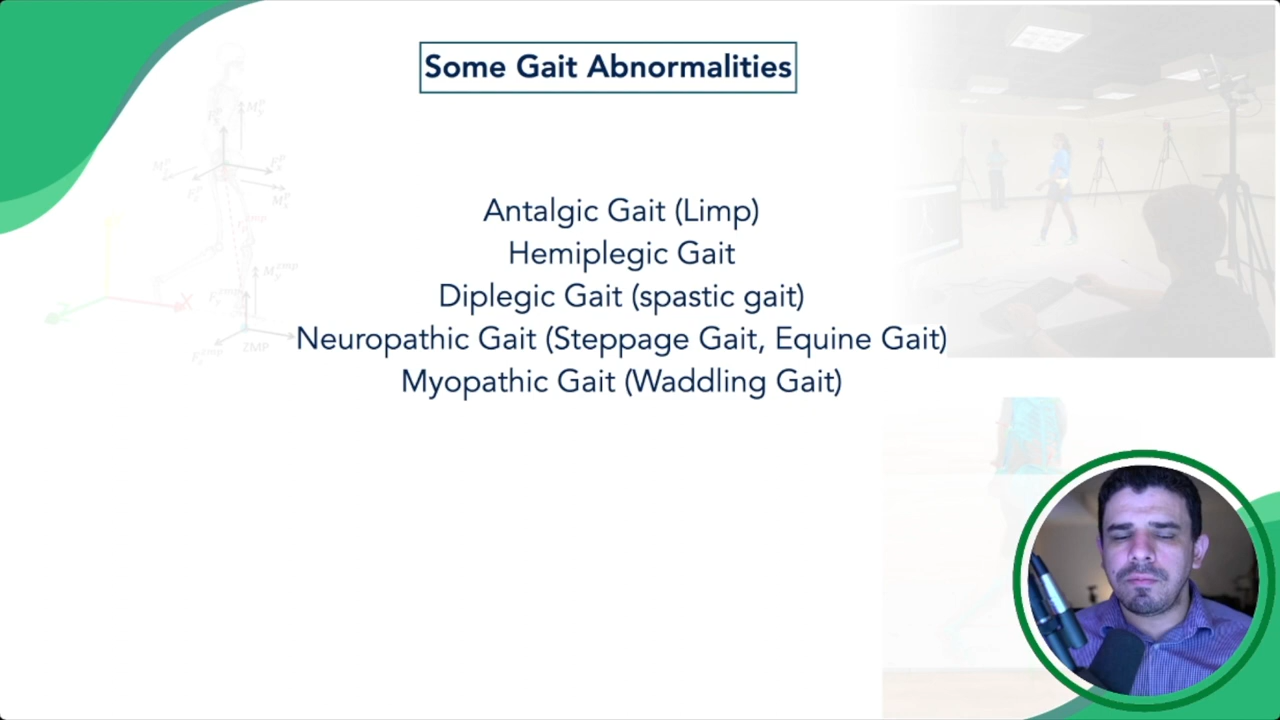 Some Gait Abnormalities
Antalgic Gait (Limp)
Hemiplegic Gait
Diplegic Gait (spastic gait)
Neuropathic Gait (Steppage Gait, Equine Gait)
Myopathic Gait (Waddling Gait)
X
Z
ZMP